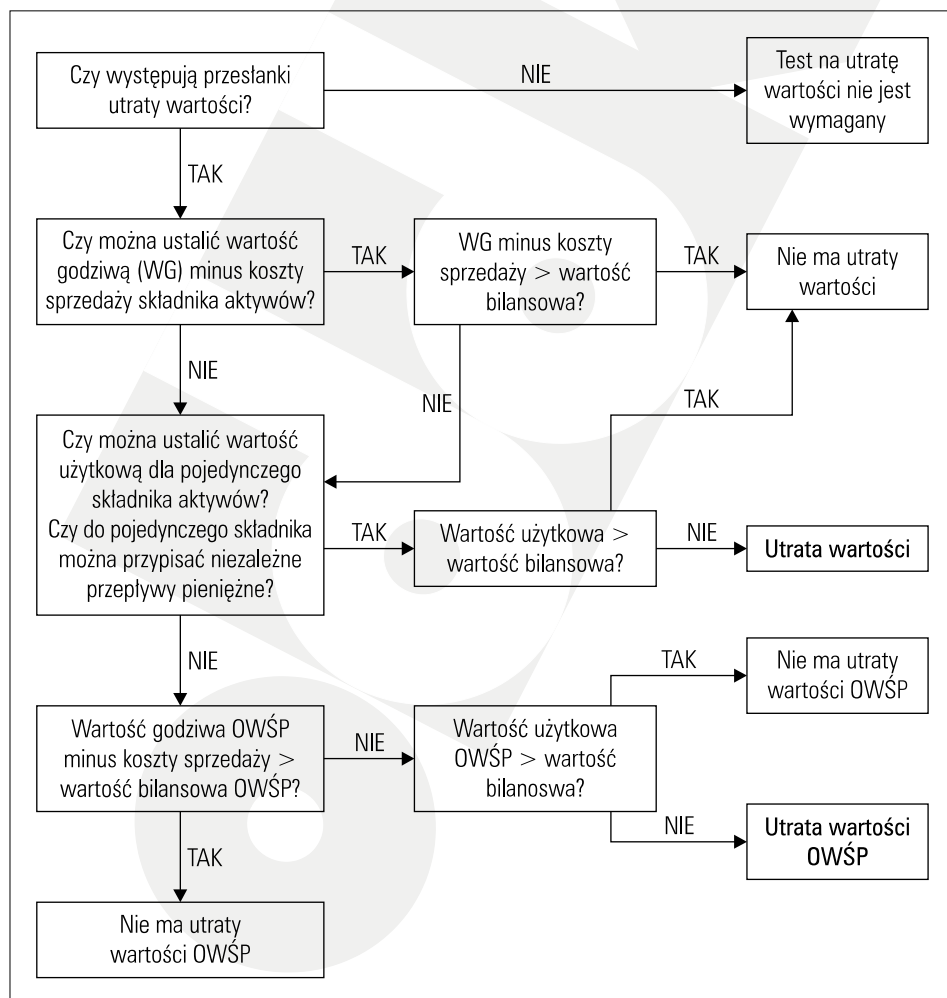 Czy występują przesłanki
utraty wartości?
NIE
Test na utratę
wartości nie jest
wymagany
TAK
Czy można ustalić wartość
godziwą (WG) minus koszty
sprzedaży składnika aktywów?
TAK
WG minus koszty
sprzedaży > wartość
bilansowa?
TAK
Nie ma utraty
wartości
NIE
NIE
TAK
Czy można ustalić wartość
użytkową dla pojedynczego
składnika aktywów?
Czy do pojedynczego składnika
można przypisać niezależne
przepływy pieniężne?
TAK
Wartość użytkowa >
wartość bilansowa?
NIE
Utrata wartości
NIE
TAK
Nie ma utraty
wartości OWŚP
Wartość godziwa OWŚP
minus koszty sprzedaży >
wartość bilansowa OWŚP?
NIE
Wartość użytkowa
OWŚP > wartość
bilanoswa?
NIE
Utrata wartości
OWŚP
TAK
Nie ma utraty
wartości OWŚP